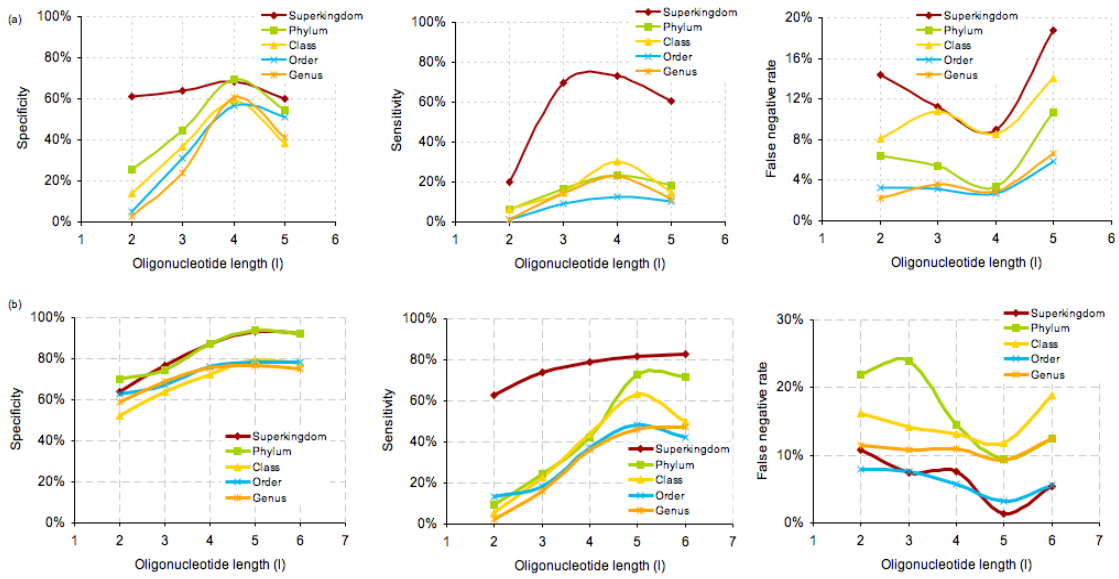 (a)
100%
80%
60%
40%
20%
0%
Specificity
1 2 3 4 5 6
Oligonucleotide length (l)
Superkingdom
Phylum
Class
Order
Genus
100%
80%
60%
40%
20%
0%
Sensitivity
1 2 3 4 5 6
Oligonucleotide length (l)
Superkingdom
Phylum
Class
Order
Genus
20%
16%
12%
8%
4%
0%
False negative rate
1 2 3 4 5 6
Oligonucleotide length (l)
Superkingdom
Phylum
Class
Order
Genus
(b)
100%
80%
60%
40%
20%
0%
Specificity
1 2 3 4 5 6 7
Oligonucleotide length (l)
Superkingdom
Phylum
Class
Order
Genus
100%
80%
60%
40%
20%
0%
Sensitivity
1 2 3 4 5 6 7
Oligonucleotide length (l)
Superkingdom
Phylum
Class
Order
Genus
30%
20%
10%
0%
False negative rate
1 2 3 4 5 6 7
Oligonucleotide length (l)
Superkingdom
Phylum
Class
Order
Genus